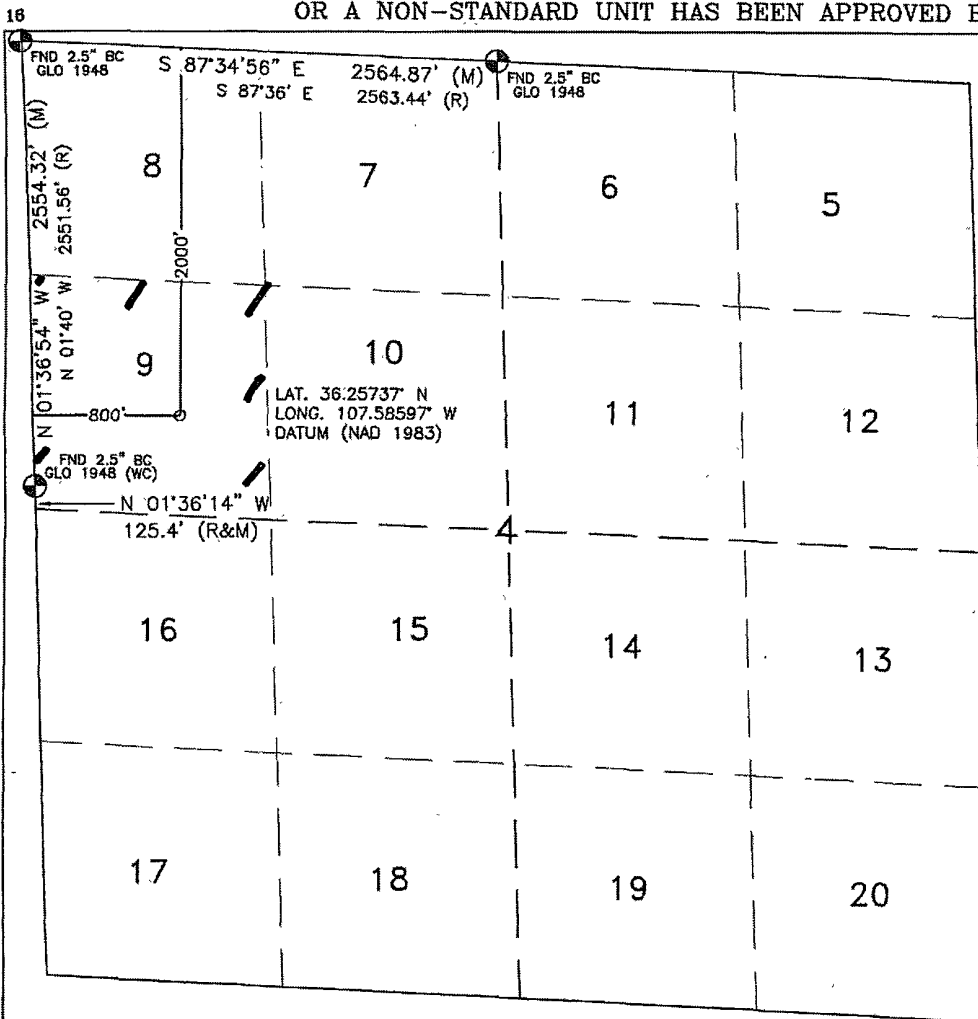 16
OR A NON-STANDARD UNIT HAS BEEN APPROVED
FND 2.5" BC
GLO 1948
S 87°34'56" E 2564.87' (M)
S 87°36' E 2563.44' (R)
FND 2.5" BC
GLO 1948
N 01°36'54" W 2554.32' (M)
N 01°40' W 2551.56' (R)
8
7
6
5
2000'
9
10
11
12
800'
LAT. 36.25737° N
LONG. 107.58597° W
DATUM (NAD 1983)
FND 2.5" BC
GLO 1948 (WC)
N 01°36'14" W
125.4' (R&M)
4
16
15
14
13
17
18
19
20